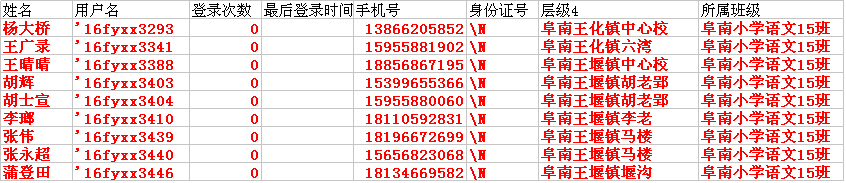 姓名 用户名 登录次数 最后登录时间 手机号 身份证号 层级4 所属班级
杨大桥 '16fyxx3293 0 13866205852 \N 阜南王化镇中心校 阜南小学语文15班
王广录 '16fyxx3341 0 15955881902 \N 阜南王化镇六湾 阜南小学语文15班
王晴晴 '16fyxx3388 0 18856867195 \N 阜南王堰镇中心校 阜南小学语文15班
胡辉 '16fyxx3403 0 15399655366 \N 阜南王堰镇胡老郢 阜南小学语文15班
胡士宣 '16fyxx3404 0 15955880060 \N 阜南王堰镇胡老郢 阜南小学语文15班
李瑯 '16fyxx3410 0 18110592831 \N 阜南王堰镇李老 阜南小学语文15班
张伟 '16fyxx3439 0 18196672699 \N 阜南王堰镇马楼 阜南小学语文15班
张永超 '16fyxx3440 0 15656823068 \N 阜南王堰镇马楼 阜南小学语文15班
蒲登田 '16fyxx3446 0 18134669582 \N 阜南王堰镇堰沟 阜南小学语文15班